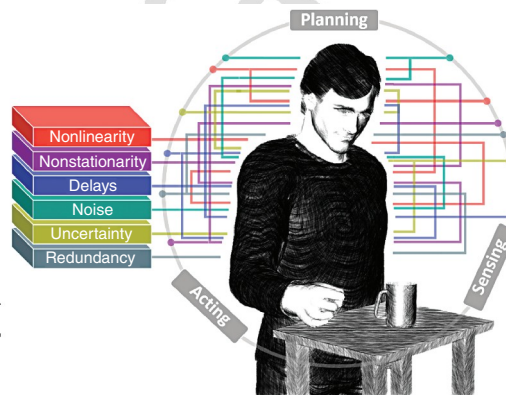 Planning
Nonlinearity
Nonstationarity
Delays
Noise
Uncertainty
Redundancy
Acting
Sensing